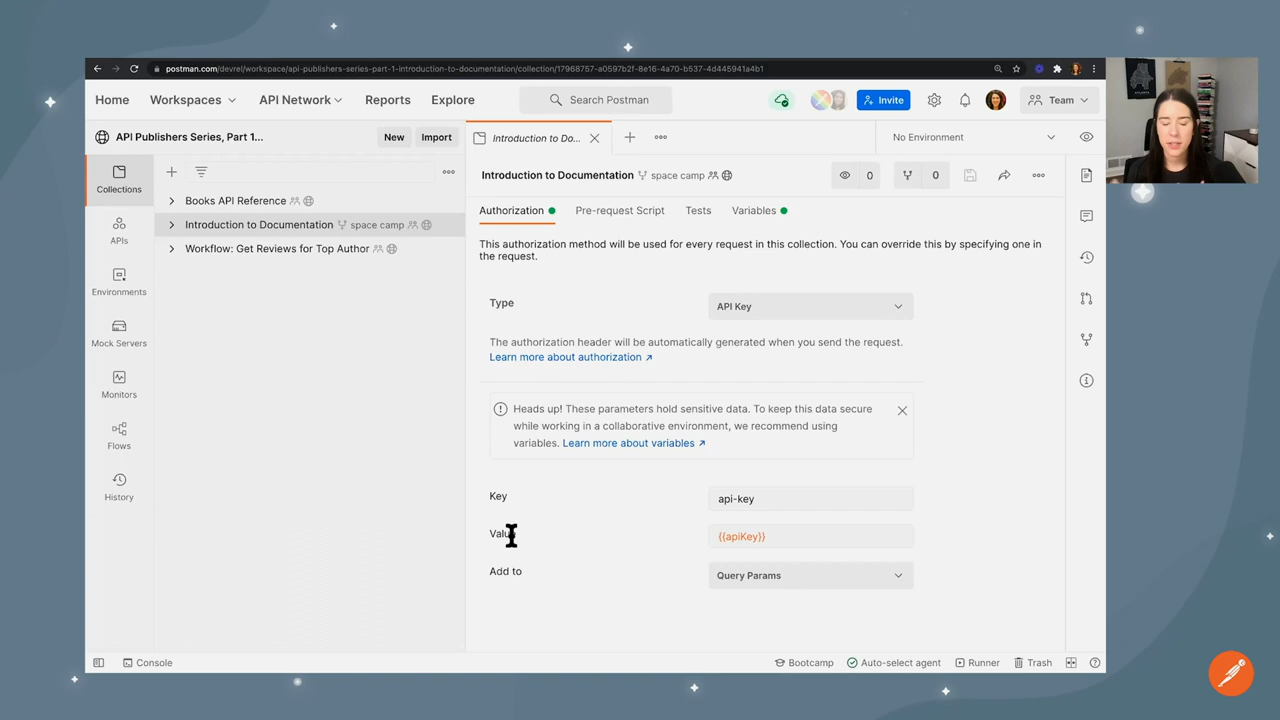 postman.com/devrel/workspace/api-publishers-series-part-1-introduction-to-documentation/collection/17968757-a0597b2f-8e16-4a70-b537-4d445941a4b1
Home Workspaces API Network Reports Explore Search Postman Invite Team
API Publishers Series, Part 1... New Import
Introduction to Do...
No Environment
Collections
APIs
Environments
Mock Servers
Monitors
Flows
History
Books API Reference
Introduction to Documentation space camp
Workflow: Get Reviews for Top Author
Introduction to Documentation space camp 0 0
Authorization Pre-request Script Tests Variables
This authorization method will be used for every request in this collection. You can override this by specifying one in
the request.
Type API Key
The authorization header will be automatically generated when you send the request.
Learn more about authorization ↗
Heads up! These parameters hold sensitive data. To keep this data secure
while working in a collaborative environment, we recommend using
variables. Learn more about variables ↗
Key api-key
Value {{apiKey}}
Add to Query Params
Console Bootcamp Auto-select agent Runner Trash